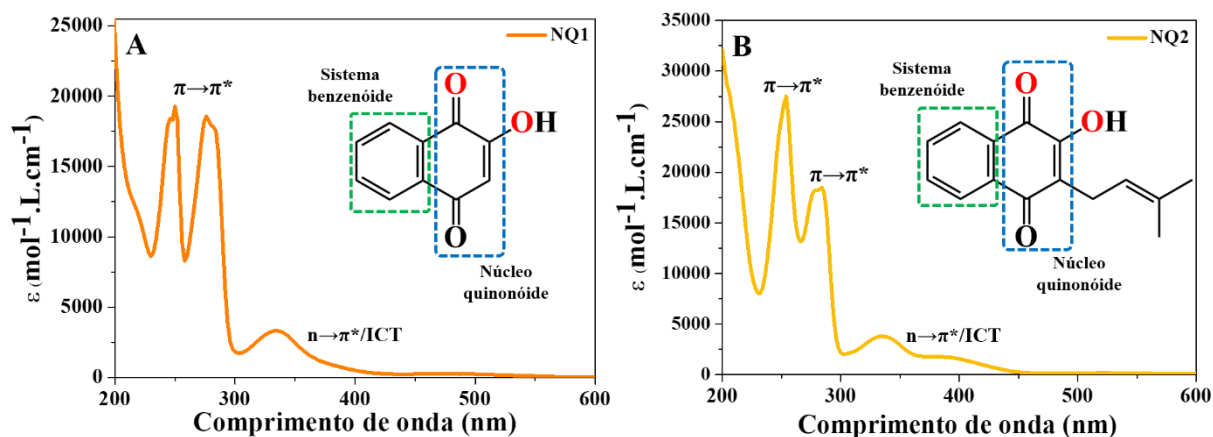 A
NQ1
25000
20000
15000
10000
5000
0
ε (mol⁻¹.L.cm⁻¹)
π→π*
Sistema
benzenóide
O
OH
O
Núcleo
quinonóide
n→π*/ICT
200 300 400 500 600
Comprimento de onda (nm)
B
NQ2
35000
30000
25000
20000
15000
10000
5000
0
ε (mol⁻¹.L.cm⁻¹)
π→π*
π→π*
Sistema
benzenóide
O
OH
O
Núcleo
quinonóide
n→π*/ICT
200 300 400 500 600
Comprimento de onda (nm)